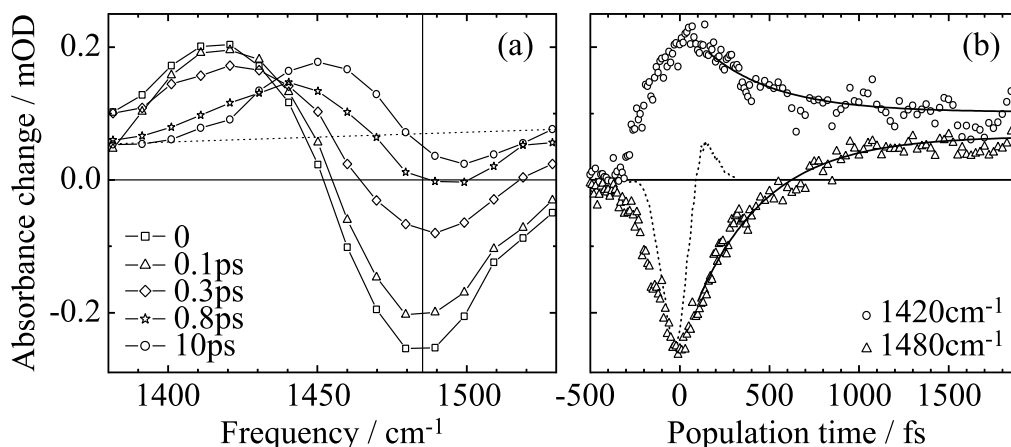 Absorbance change / mOD
0.2
0.0
-0.2
(a)
0
0.1ps
0.3ps
0.8ps
10ps
1400
1450
1500
Frequency / cm-1
(b)
1420cm-1
1480cm-1
-500
0
500
1000
1500
Population time / fs